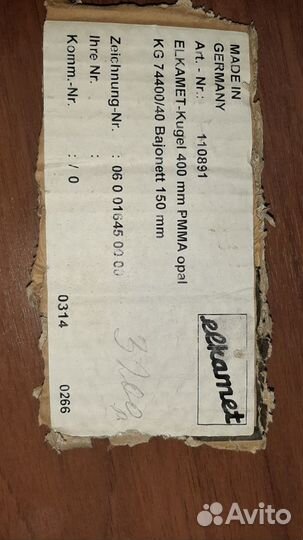 MADE IN
GERMANY
Art. - Nr.: 110891
ELKAMET-Kugel 400 mm PMMA opal
KG 74400/40 Bajonett 150 mm
Zeichnung-Nr. : 06 0 01645 00 00
Ihre Nr. :
Komm.-Nr. : / 0
0314 0266
elkamet
Avito